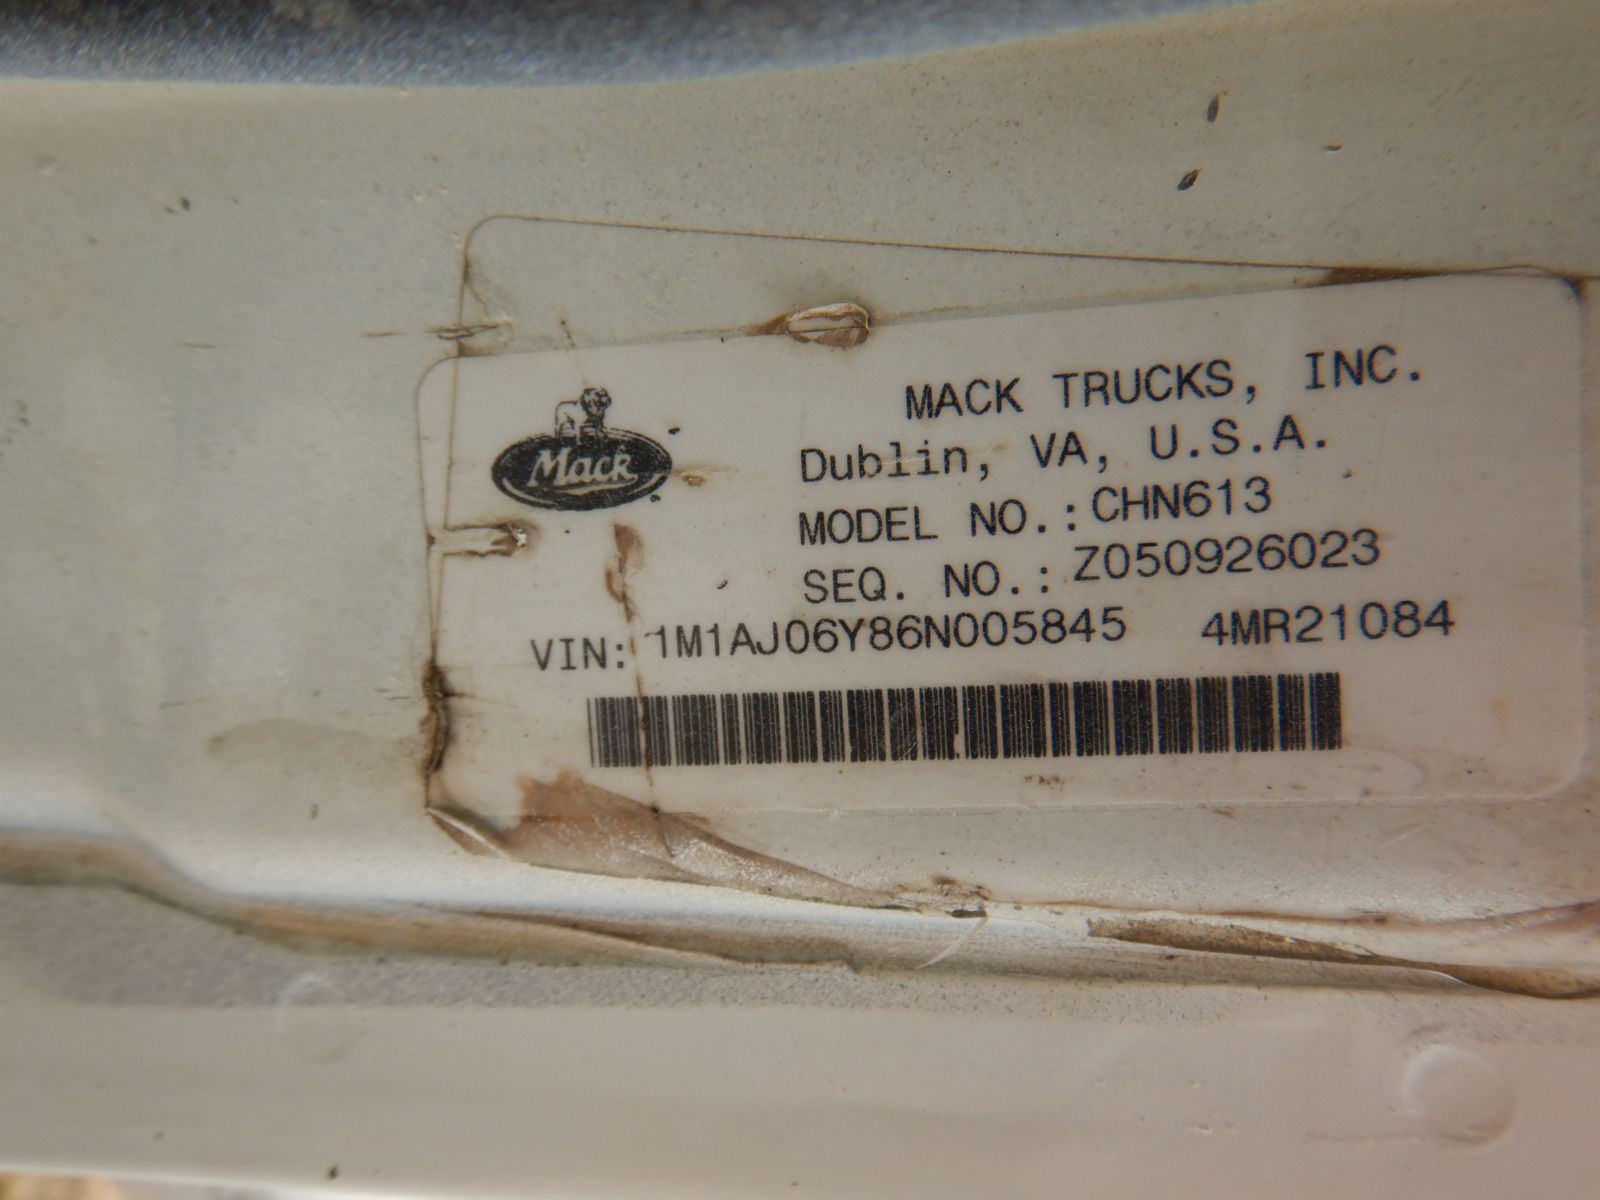 Mack
MACK TRUCKS, INC.
Dublin, VA, U.S.A.
MODEL NO.: CHN613
SEQ. NO.: Z050926023
VIN: 1M1AJ06Y86N005845 4MR21084